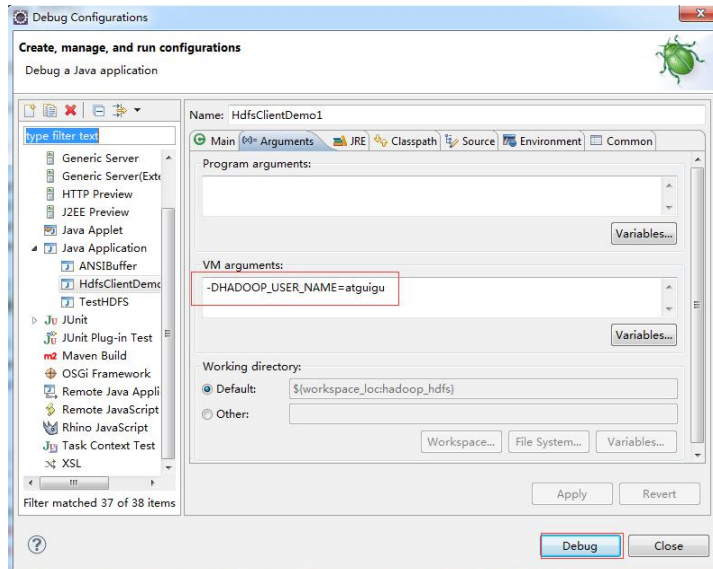 Debug Configurations
Create, manage, and run configurations
Debug a Java application
type filter text
Generic Server
Generic Server(Exte
HTTP Preview
J2EE Preview
Java Applet
Java Application
ANSIBuffer
HdfsClientDemo
TestHDFS
Ju JUnit
JUnit Plug-in Test
m2 Maven Build
OSGi Framework
Remote Java Appli
Remote JavaScript
Rhino JavaScript
Ju Task Context Test
XSL
Filter matched 37 of 38 items
Name: HdfsClientDemo1
Main (x)= Arguments JRE Classpath Source Environment Common
Program arguments:
Variables...
VM arguments:
-DHADOOP_USER_NAME=atguigu
Variables...
Working directory:
Default: ${workspace_loc:hadoop_hdfs}
Other:
Workspace... File System... Variables...
Apply Revert
? Debug Close